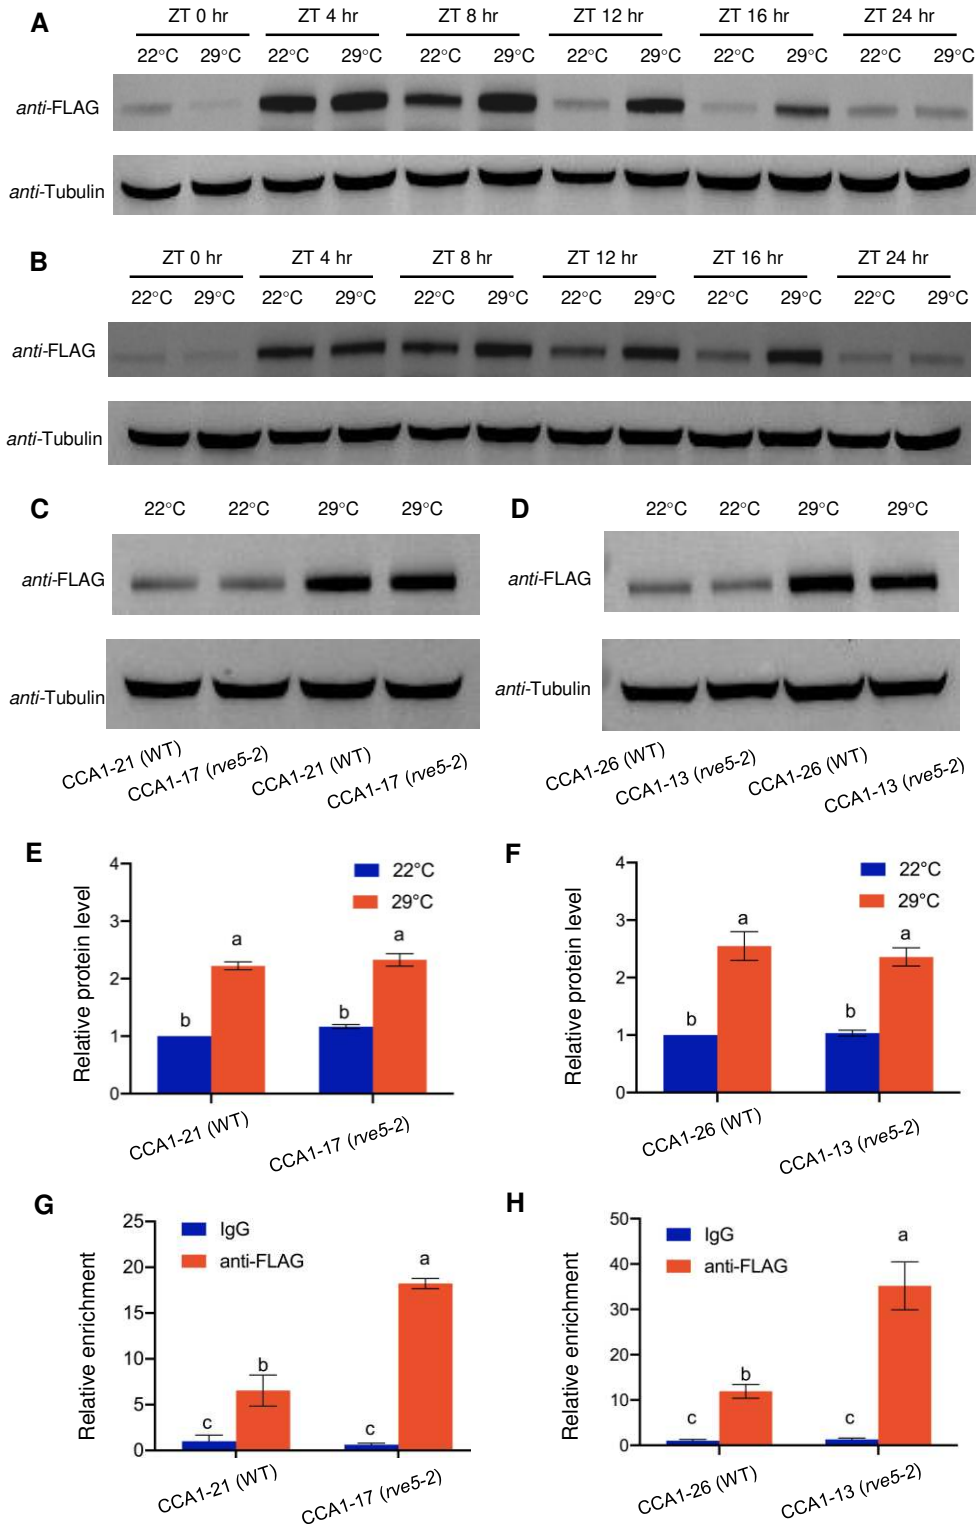 A
ZT 0 hr ZT 4 hr ZT 8 hr ZT 12 hr ZT 16 hr ZT 24 hr
22°C 29°C 22°C 29°C 22°C 29°C 22°C 29°C 22°C 29°C 22°C 29°C
anti-FLAG
anti-Tubulin
B
ZT 0 hr ZT 4 hr ZT 8 hr ZT 12 hr ZT 16 hr ZT 24 hr
22°C 29°C 22°C 29°C 22°C 29°C 22°C 29°C 22°C 29°C 22°C 29°C
anti-FLAG
anti-Tubulin
C
22°C 22°C 29°C 29°C
anti-FLAG
anti-Tubulin
CCA1-21 (WT) CCA1-17 (rve5-2) CCA1-21 (WT) CCA1-17 (rve5-2)
D
22°C 22°C 29°C 29°C
anti-FLAG
anti-Tubulin
CCA1-26 (WT) CCA1-13 (rve5-2) CCA1-26 (WT) CCA1-13 (rve5-2)
E
Relative protein level
4
3
2
1
0
22°C
29°C
b a b a
CCA1-21 (WT) CCA1-17 (rve5-2)
F
Relative protein level
4
3
2
1
0
22°C
29°C
b a b a
CCA1-26 (WT) CCA1-13 (rve5-2)
G
Relative enrichment
25
20
15
10
5
0
IgG
anti-FLAG
c b c a
CCA1-21 (WT) CCA1-17 (rve5-2)
H
Relative enrichment
50
40
30
20
10
0
IgG
anti-FLAG
c b c a
CCA1-26 (WT) CCA1-13 (rve5-2)